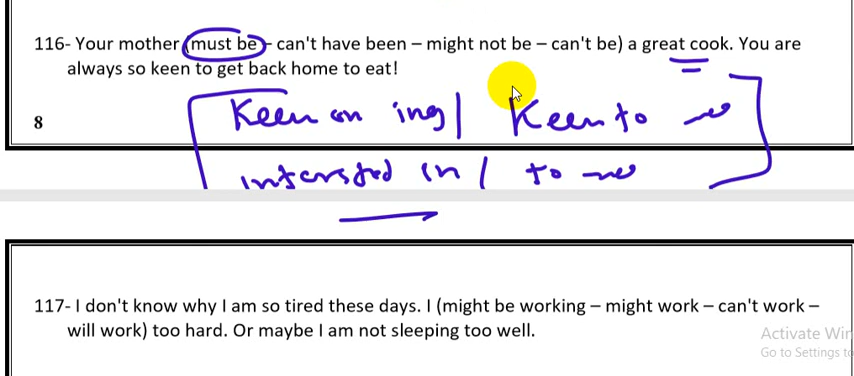 116- Your mother (must be - can't have been – might not be – can't be) a great cook. You are
always so keen to get back home to eat!
8
Keen on ing| Keen to
intersted in / to
117- I don't know why I am so tired these days. I (might be working – might work – can't work –
will work) too hard. Or maybe I am not sleeping too well.
Activate Win
Go to Settings to